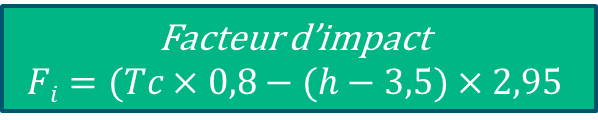 Facteur d’impact
F_i = (Tc × 0,8 − (h − 3,5) × 2,95